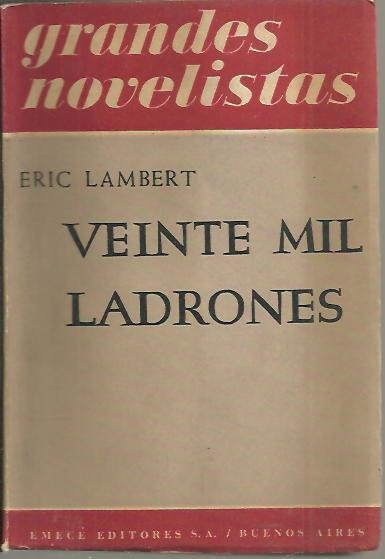 grandes
novelistas
ERIC LAMBERT
VEINTE MIL
LADRONES
EMECÉ EDITORES S.A. / BUENOS AIRES